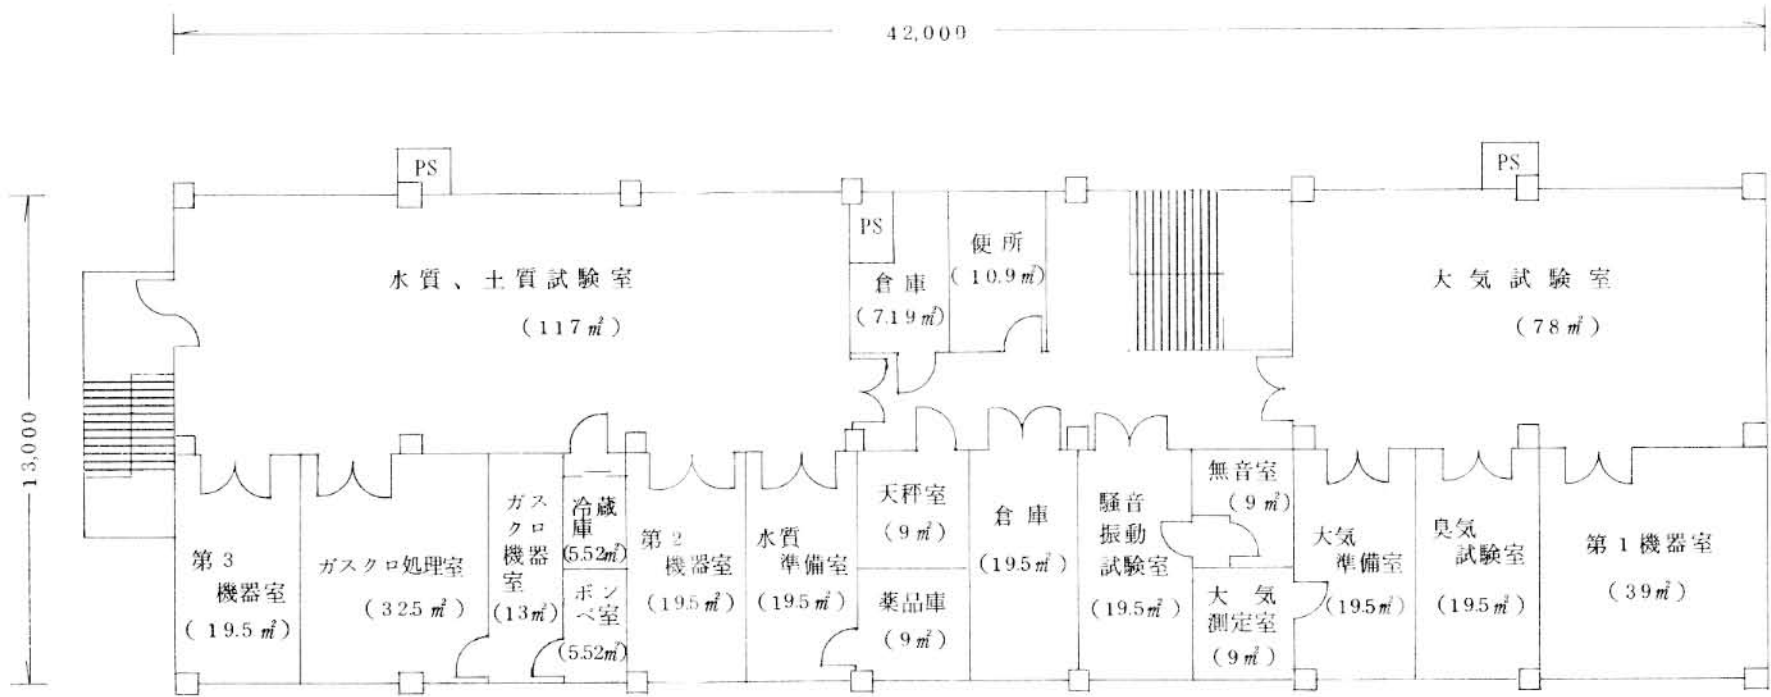 42,000
13,000
PS
PS
PS
水質、土質試験室
(117㎡)
倉庫
(7.19㎡)
便所
(10.9㎡)
大気試験室
(78㎡)
第3
機器室
(19.5㎡)
ガスクロ処理室
(32.5㎡)
ガス
クロ
機器
室
(13㎡)
冷蔵
庫
(5.52㎡)
ボン
ベ室
(5.52㎡)
第2
機器室
(19.5㎡)
水質
準備室
(19.5㎡)
天秤室
(9㎡)
薬品庫
(9㎡)
倉庫
(19.5㎡)
騒音
振動
試験室
(19.5㎡)
無音室
(9㎡)
大気
測定室
(9㎡)
大気
準備室
(19.5㎡)
臭気
試験室
(19.5㎡)
第1機器室
(39㎡)